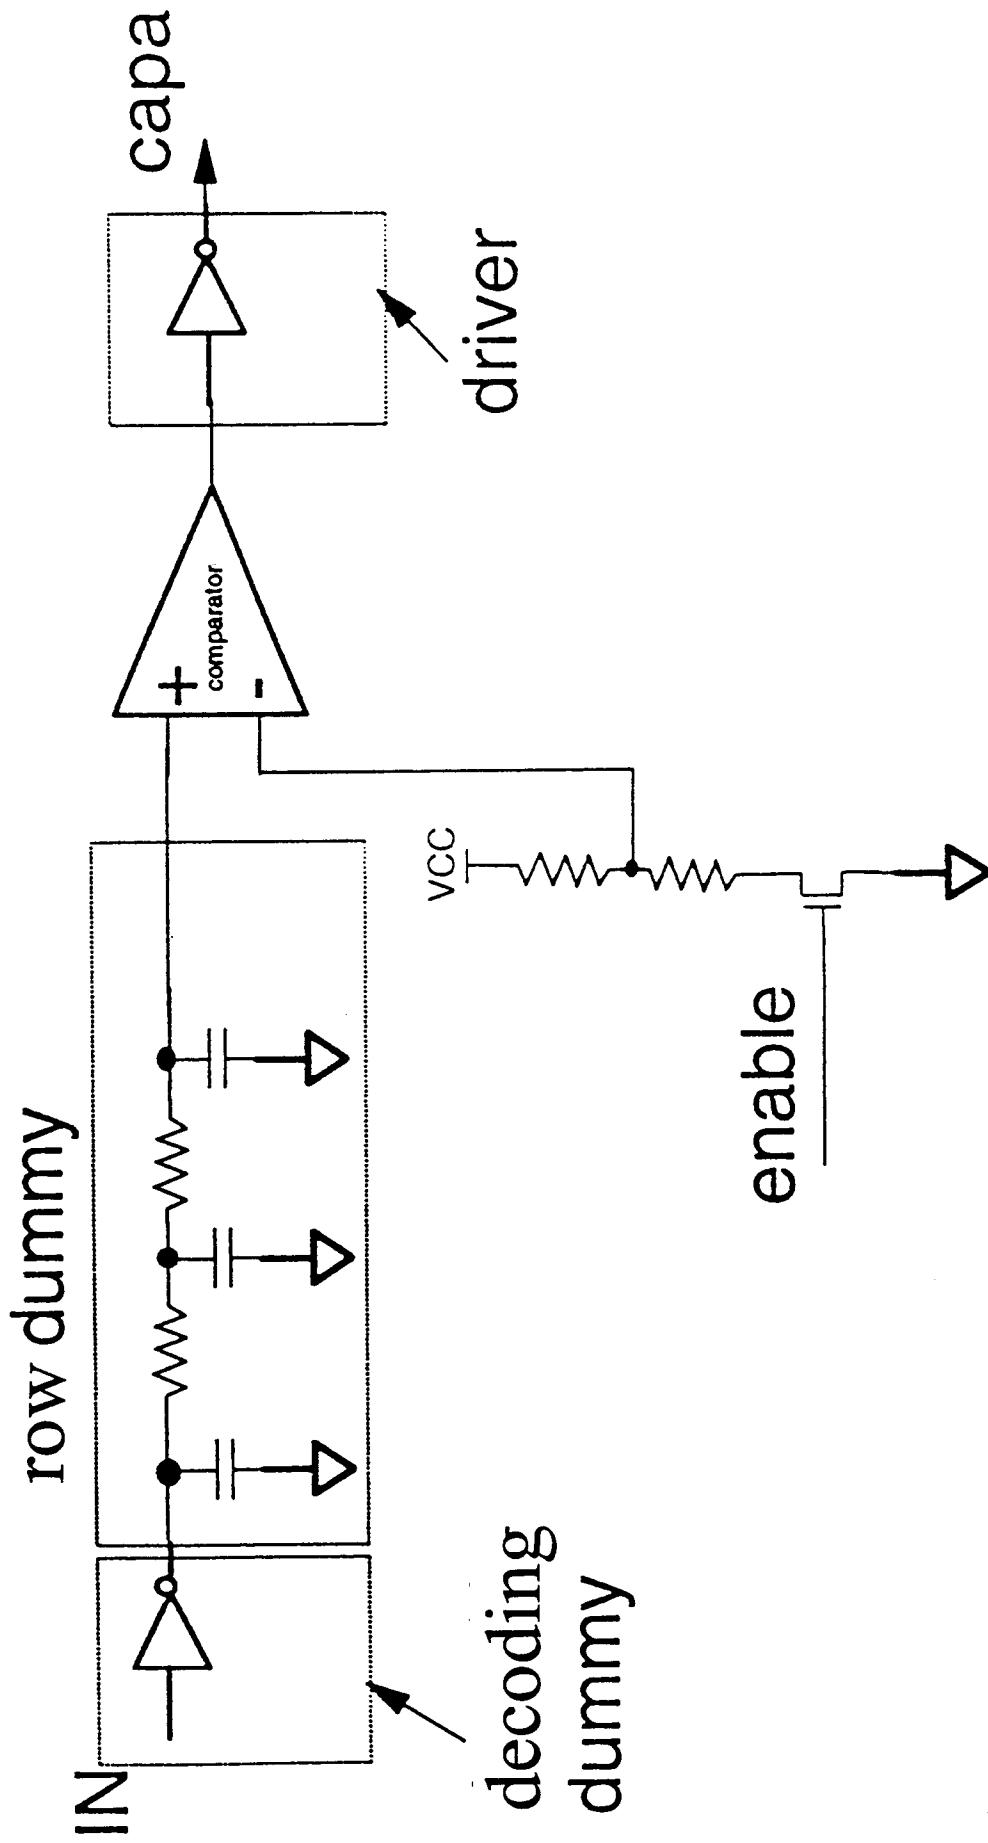 row dummy
IN
decoding
dummy
+
-
comparator
VCC
enable
driver
capa